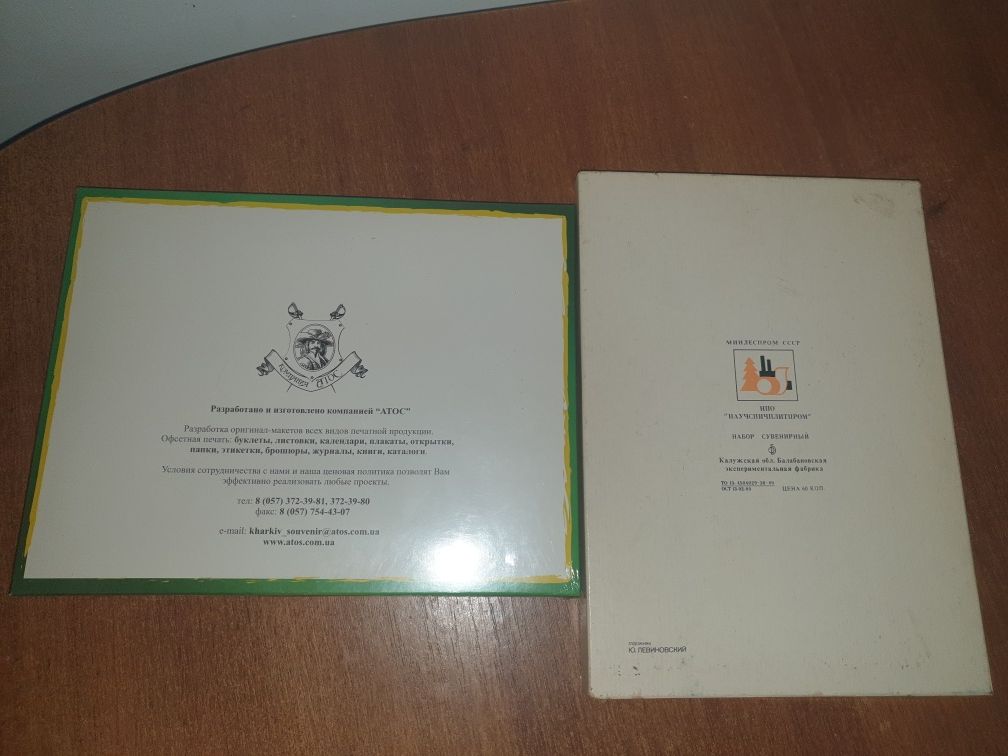 Компания АТОС
Разработано и изготовлено компанией "АТОС"
Разработка оригинал-макетов всех видов печатной продукции.
Офсетная печать: буклеты, листовки, календари, плакаты, открытки,
папки, этикетки, брошюры, журналы, книги, каталоги.
Условия сотрудничества с нами и наша ценовая политика позволят Вам
эффективно реализовать любые проекты.
тел: 8 (057) 372-39-81, 372-39-80
факс: 8 (057) 754-43-07
e-mail: kharkiv_souvenir@atos.com.ua
www.atos.com.ua
МИНЛЕСПРОМ СССР
НПО
"НАУЧСПИЧПЛИТПРОМ"
НАБОР СУВЕНИРНЫЙ
Калужская обл. Балабановская
экспериментальная фабрика
ЦЕНА 60 КОП.
художник
Ю. ЛЕВИНОВСКИЙ